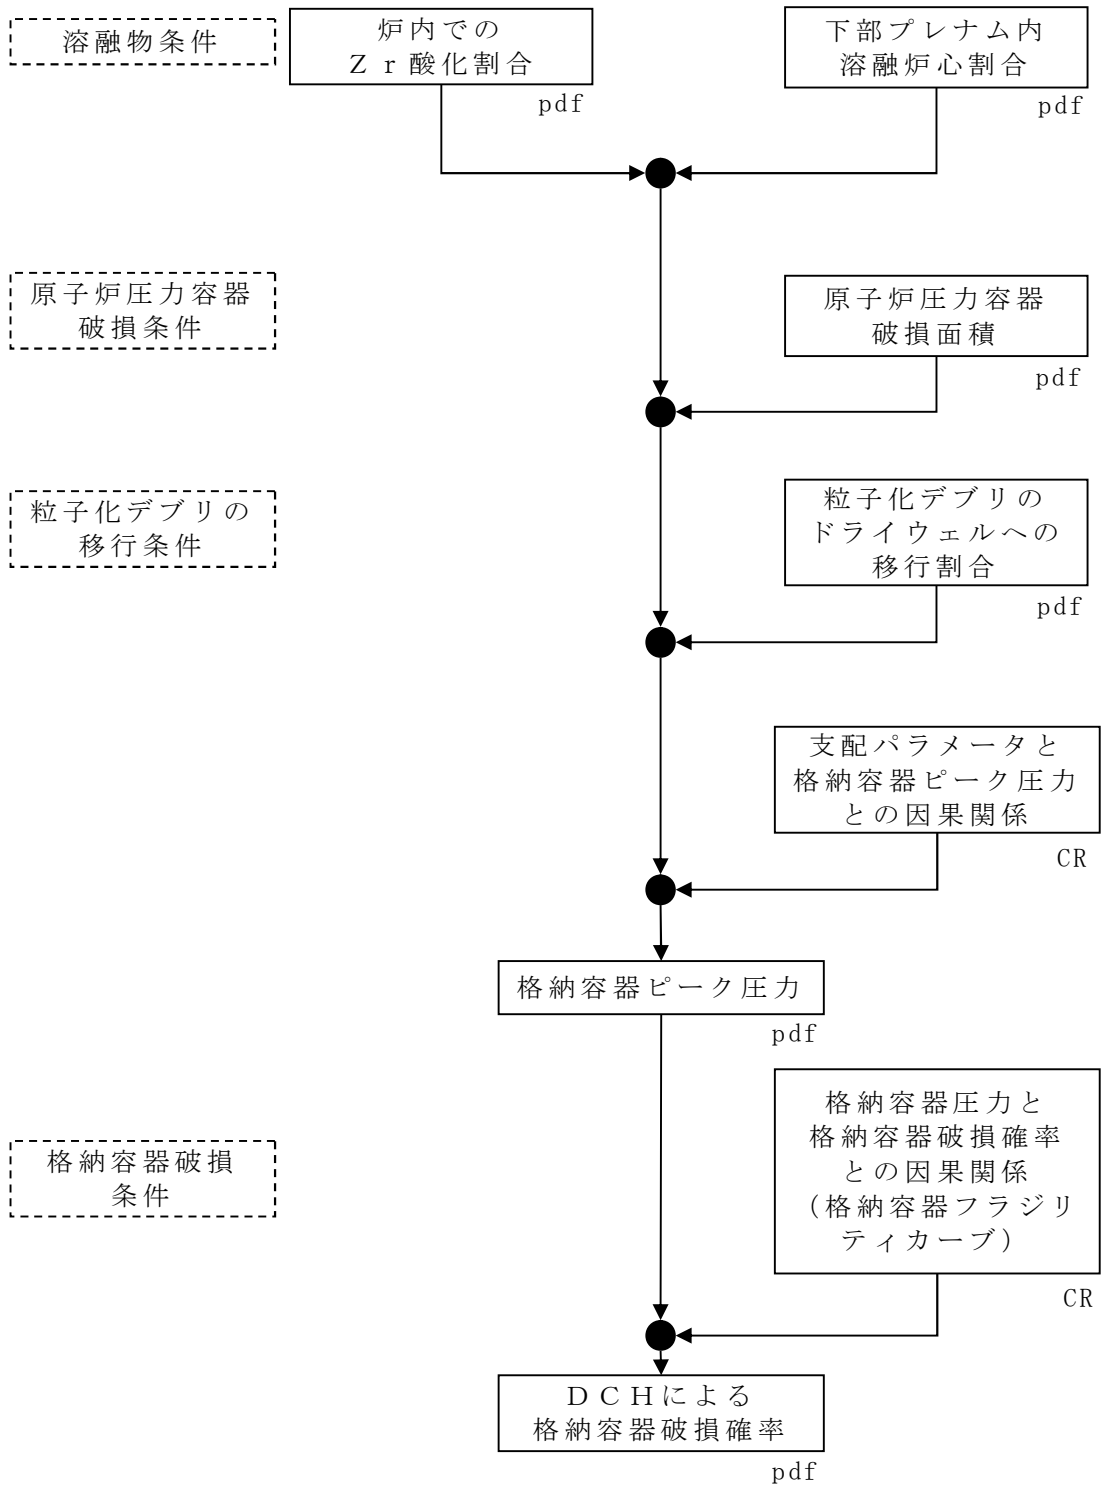 溶融物条件
炉内での
Ｚｒ酸化割合
pdf
下部プレナム内
溶融炉心割合
pdf
原子炉圧力容器
破損条件
原子炉圧力容器
破損面積
pdf
粒子化デブリの
移行条件
粒子化デブリの
ドライウェルへの
移行割合
pdf
支配パラメータと
格納容器ピーク圧力
との因果関係
CR
格納容器ピーク圧力
pdf
格納容器破損
条件
格納容器圧力と
格納容器破損確率
との因果関係
（格納容器フラジリ
ティカーブ）
CR
ＤＣＨによる
格納容器破損確率
pdf